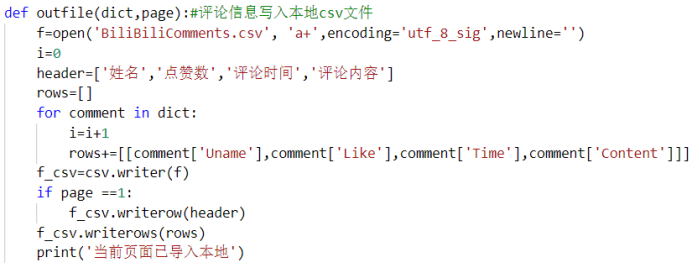 def outfile(dict,page):#评论信息写入本地csv文件
    f=open('BiliBiliComments.csv', 'a+',encoding='utf_8_sig',newline='')
    i=0
    header=['姓名','点赞数','评论时间','评论内容']
    rows=[]
    for comment in dict:
        i=i+1
        rows+=[[comment['Uname'],comment['Like'],comment['Time'],comment['Content']]]
    f_csv=csv.writer(f)
    if page ==1:
        f_csv.writerow(header)
    f_csv.writerows(rows)
    print('当前页面已导入本地')